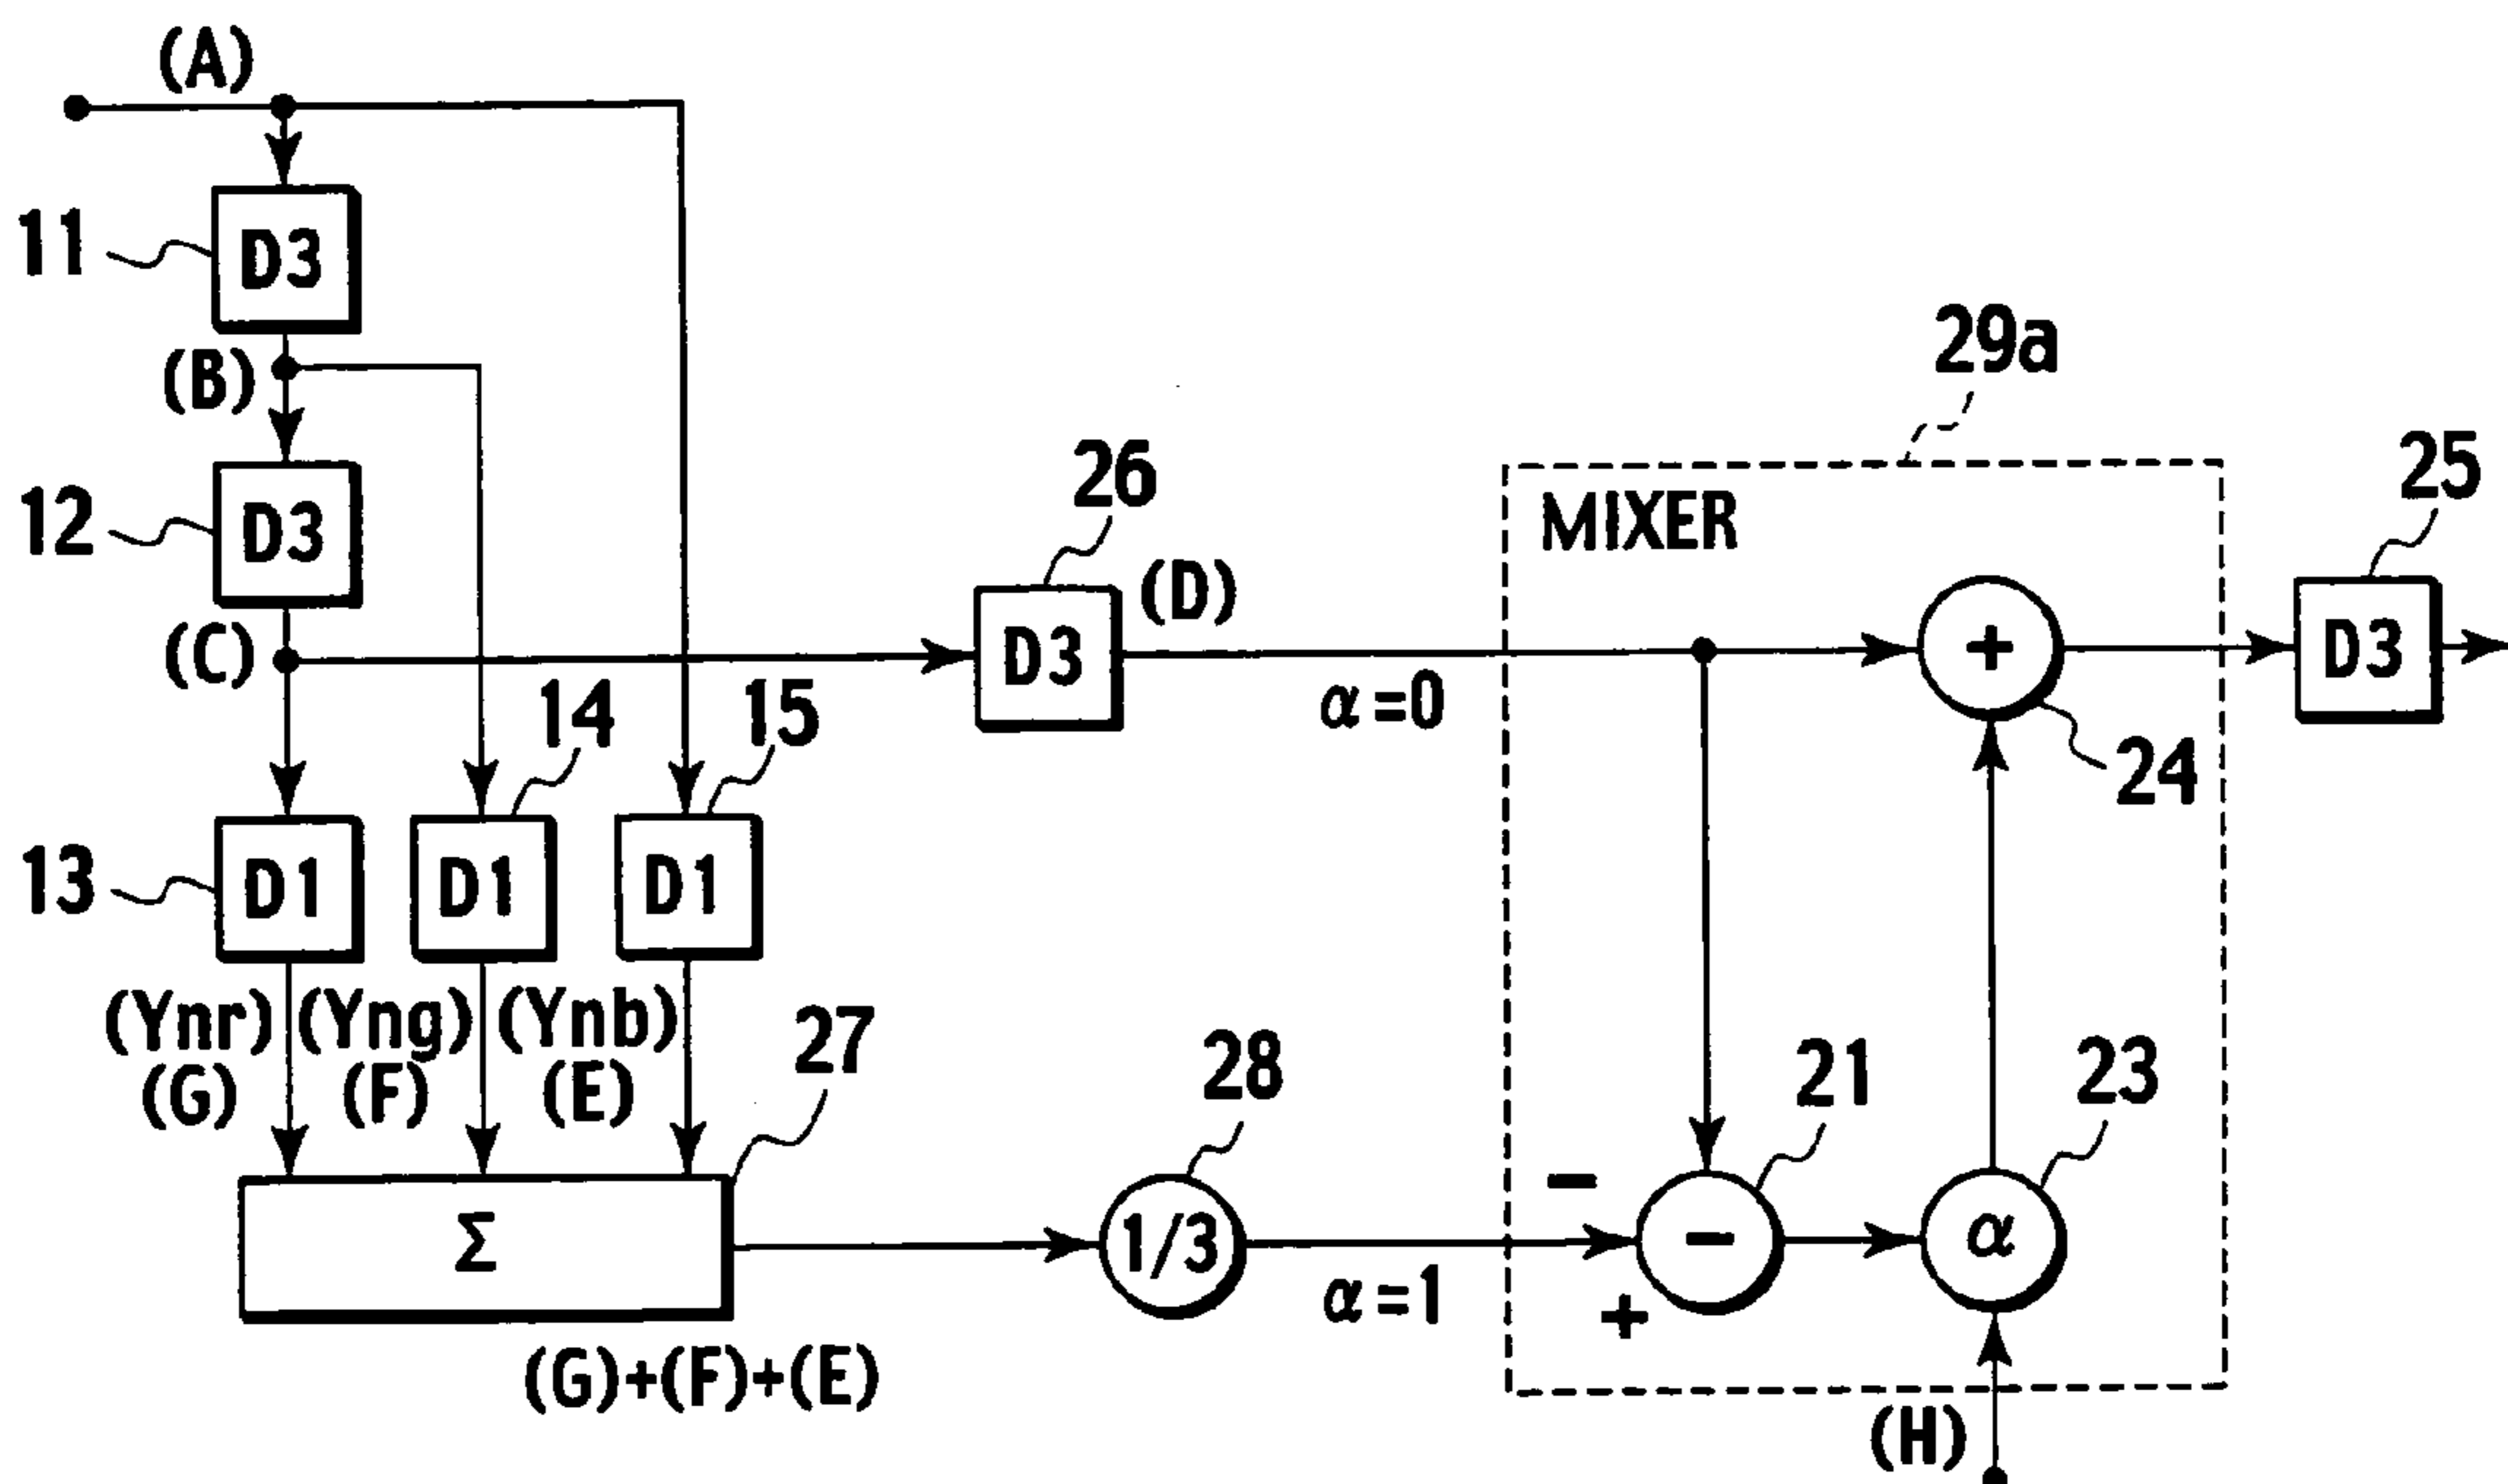 (A)
11
D3
(B)
29a
12
D3
26
25
MIXER
(C)
D3
(D)
+
D3
14
15
α=0
24
13
D1
D1
D1
(Ynr)
(Yng)
(Ynb)
27
28
21
23
(G)
(F)
(E)
−
Σ
1/3
−
α
α=1
+
(G)+(F)+(E)
(H)